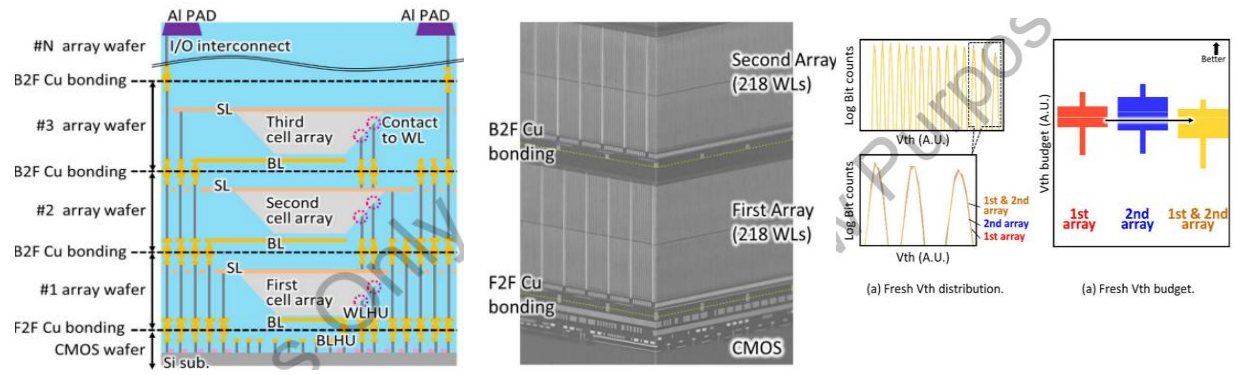 Al PAD
Al PAD
#N array wafer
I/O interconnect
B2F Cu bonding
SL
#3 array wafer
Third
cell array
Contact
to WL
BL
B2F Cu bonding
SL
#2 array wafer
Second
cell array
BL
B2F Cu bonding
SL
#1 array wafer
First
cell array
WLHU
BL
F2F Cu bonding
BLHU
CMOS wafer
Si sub.
Second Array
(218 WLs)
B2F Cu
bonding
First Array
(218 WLs)
F2F Cu
bonding
CMOS
Log Bit counts
Vth (A.U.)
Log Bit counts
1st & 2nd
array
2nd array
1st array
Vth (A.U.)
(a) Fresh Vth distribution.
Better
Vth budget (A.U.)
1st
array
2nd
array
1st & 2nd
array
(a) Fresh Vth budget.
s Only
w Purpos